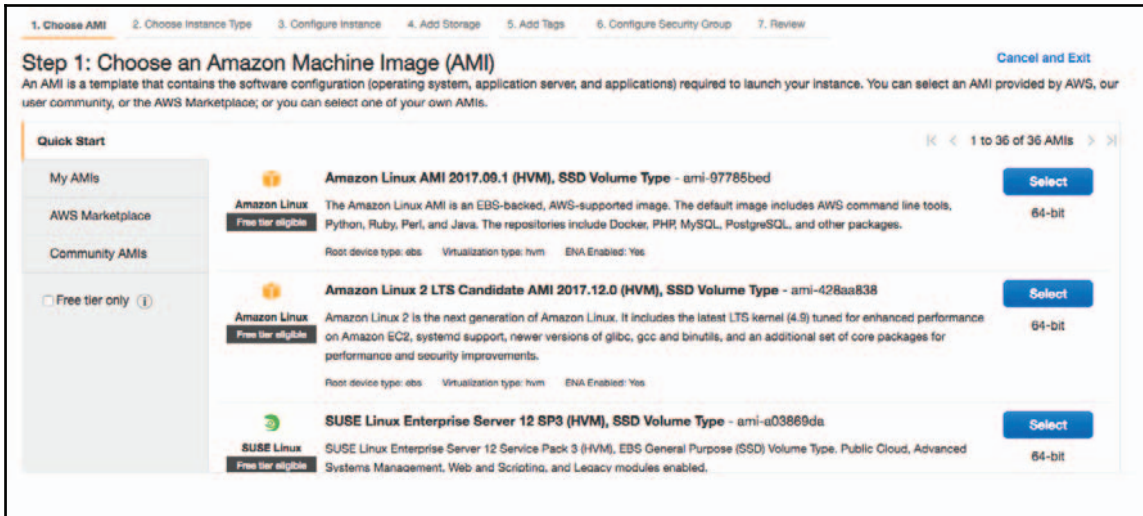 1. Choose AMI 2. Choose Instance Type 3. Configure Instance 4. Add Storage 5. Add Tags 6. Configure Security Group 7. Review
Step 1: Choose an Amazon Machine Image (AMI)
Cancel and Exit
An AMI is a template that contains the software configuration (operating system, application server, and applications) required to launch your instance. You can select an AMI provided by AWS, our
user community, or the AWS Marketplace; or you can select one of your own AMIs.
Quick Start
1 to 36 of 36 AMIs
My AMIs
AWS Marketplace
Community AMIs
Free tier only
Amazon Linux
Free tier eligible
Amazon Linux AMI 2017.09.1 (HVM), SSD Volume Type - ami-97785bed
The Amazon Linux AMI is an EBS-backed, AWS-supported image. The default image includes AWS command line tools,
Python, Ruby, Perl, and Java. The repositories include Docker, PHP, MySQL, PostgreSQL, and other packages.
Root device type: ebs Virtualization type: hvm ENA Enabled: Yes
Select
64-bit
Amazon Linux
Free tier eligible
Amazon Linux 2 LTS Candidate AMI 2017.12.0 (HVM), SSD Volume Type - ami-428aa838
Amazon Linux 2 is the next generation of Amazon Linux. It includes the latest LTS kernel (4.9) tuned for enhanced performance
on Amazon EC2, systemd support, newer versions of glibc, gcc and binutils, and an additional set of core packages for
performance and security improvements.
Root device type: ebs Virtualization type: hvm ENA Enabled: Yes
Select
64-bit
SUSE Linux
Free tier eligible
SUSE Linux Enterprise Server 12 SP3 (HVM), SSD Volume Type - ami-a03869da
SUSE Linux Enterprise Server 12 Service Pack 3 (HVM), EBS General Purpose (SSD) Volume Type. Public Cloud, Advanced
Systems Management, Web and Scripting, and Legacy modules enabled.
Select
64-bit